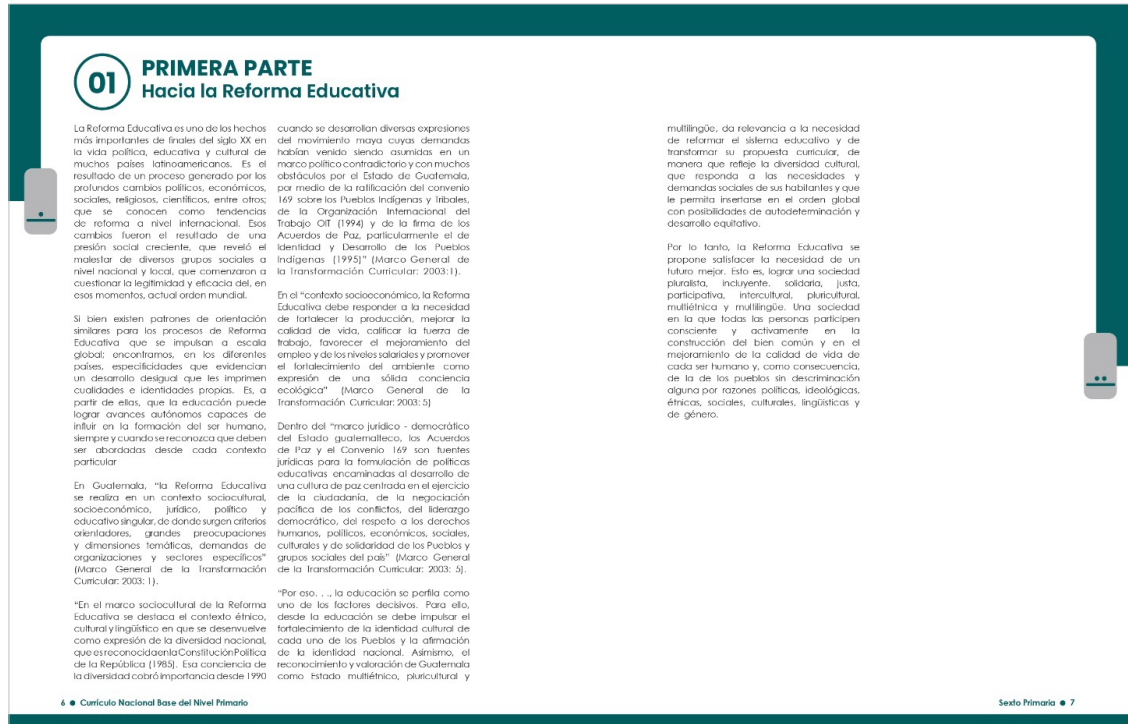 01
PRIMERA PARTE
Hacia la Reforma Educativa
La Reforma Educativa es uno de los hechos
más importantes de finales del siglo XX en
la vida política, educativa y cultural de
muchos países latinoamericanos. Es el
resultado de un proceso generado por los
profundos cambios políticos, económicos,
sociales, religiosos, científicos, entre otros;
que se conocen como tendencias
de reforma a nivel internacional. Esos
cambios fueron el resultado de una
presión social creciente, que reveló el
malestar de diversos grupos sociales a
nivel nacional y local, que comenzaron a
cuestionar la legitimidad y eficacia del, en
esos momentos, actual orden mundial.
Si bien existen patrones de orientación
similares para los procesos de Reforma
Educativa que se impulsan a escala
global; encontramos, en los diferentes
países, especificidades que evidencian
un desarrollo desigual que les imprimen
cualidades e identidades propias. Es, a
partir de ellas, que la educación puede
lograr avances autónomos capaces de
influir en la formación del ser humano,
siempre y cuando se reconozca que deben
ser abordadas desde cada contexto
particular
En Guatemala, “la Reforma Educativa
se realiza en un contexto sociocultural,
socioeconómico, jurídico, político y
educativo singular, de donde surgen criterios
orientadores, grandes preocupaciones
y dimensiones temáticas, demandas de
organizaciones y sectores específicos”
(Marco General de la Transformación
Curricular: 2003: 1).
“En el marco sociocultural de la Reforma
Educativa se destaca el contexto étnico,
cultural y lingüístico en que se desenvuelve
como expresión de la diversidad nacional,
que es reconocida en la Constitución Política
de la República (1985). Esa conciencia de
la diversidad cobró importancia desde 1990
cuando se desarrollan diversas expresiones
del movimiento maya cuyas demandas
habían venido siendo asumidas en un
marco político contradictorio y con muchos
obstáculos por el Estado de Guatemala,
por medio de la ratificación del convenio
169 sobre los Pueblos Indígenas y Tribales,
de la Organización Internacional del
Trabajo OIT (1994) y de la firma de los
Acuerdos de Paz, particularmente el de
Identidad y Desarrollo de los Pueblos
Indígenas (1995)” (Marco General de
la Transformación Curricular: 2003:1).
En el “contexto socioeconómico, la Reforma
Educativa debe responder a la necesidad
de fortalecer la producción, mejorar la
calidad de vida, calificar la fuerza de
trabajo, favorecer el mejoramiento del
empleo y de los niveles salariales y promover
el fortalecimiento del ambiente como
expresión de una sólida conciencia
ecológica” (Marco General de la
Transformación Curricular: 2003: 5)
Dentro del “marco jurídico - democrático
del Estado guatemalteco, los Acuerdos
de Paz y el Convenio 169 son fuentes
jurídicas para la formulación de políticas
educativas encaminadas al desarrollo de
una cultura de paz centrada en el ejercicio
de la ciudadanía, de la negociación
pacífica de los conflictos, del liderazgo
democrático, del respeto a los derechos
humanos, políticos, económicos, sociales,
culturales y de solidaridad de los Pueblos y
grupos sociales del país” (Marco General
de la Transformación Curricular: 2003: 5).
“Por eso. . ., la educación se perfila como
uno de los factores decisivos. Para ello,
desde la educación se debe impulsar el
fortalecimiento de la identidad cultural de
cada uno de los Pueblos y la afirmación
de la identidad nacional. Asimismo, el
reconocimiento y valoración de Guatemala
como Estado multiétnico, pluricultural y
multilingüe, da relevancia a la necesidad
de reformar el sistema educativo y de
transformar su propuesta curricular, de
manera que refleje la diversidad cultural,
que responda a las necesidades y
demandas sociales de sus habitantes y que
le permita insertarse en el orden global
con posibilidades de autodeterminación y
desarrollo equitativo.
Por lo tanto, la Reforma Educativa se
propone satisfacer la necesidad de un
futuro mejor. Esto es, lograr una sociedad
pluralista, incluyente, solidaria, justa,
participativa, intercultural, pluricultural,
multiétnica y multilingüe. Una sociedad
en la que todas las personas participen
consciente y activamente en la
construcción del bien común y en el
mejoramiento de la calidad de vida de
cada ser humano y, como consecuencia,
de la de los pueblos sin descriminación
alguna por razones políticas, ideológicas,
étnicas, sociales, culturales, lingüísticas y
de género.
6 ● Currículo Nacional Base del Nivel Primario
Sexto Primaria ● 7